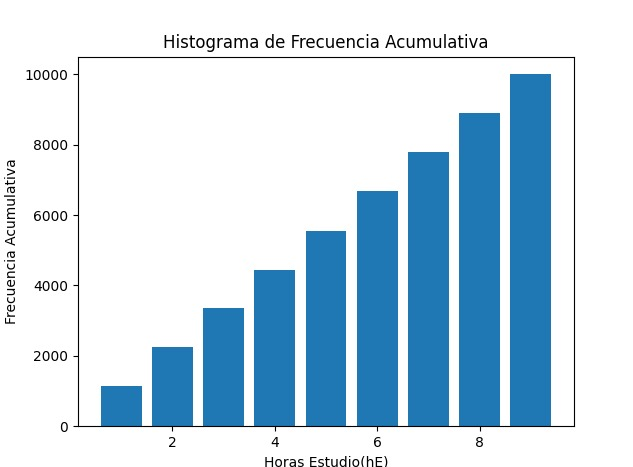 Histograma de Frecuencia Acumulativa
10000
8000
6000
4000
2000
0
Frecuencia Acumulativa
2 4 6 8
Horas Estudio(hE)